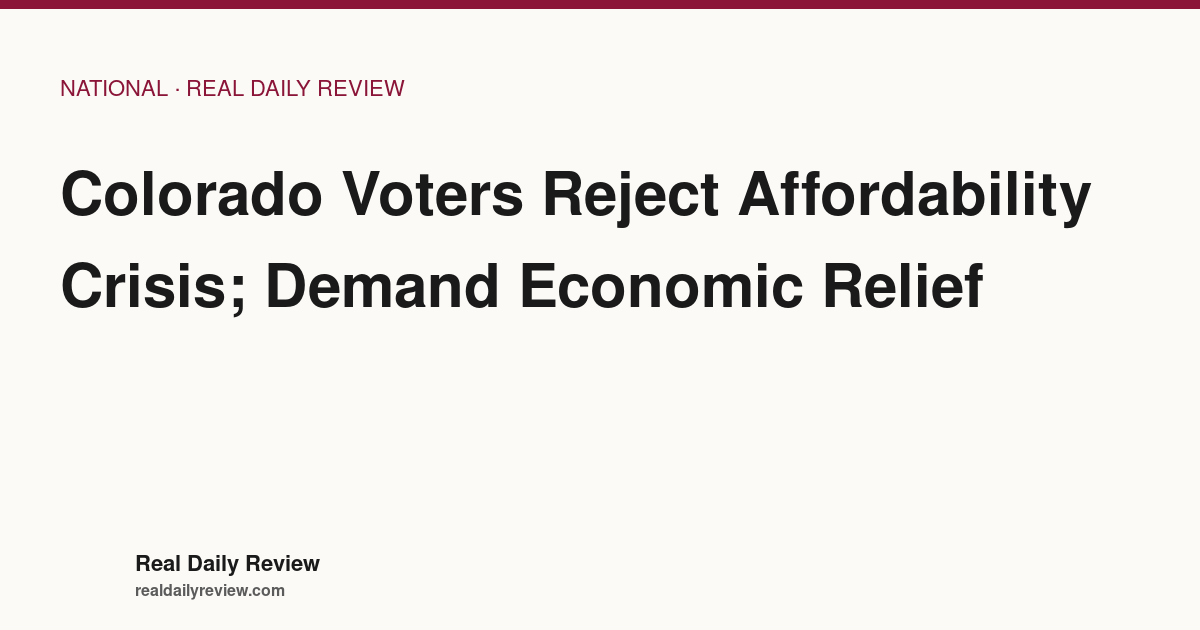 NATIONAL · REAL DAILY REVIEW
Colorado Voters Reject Affordability
Crisis; Demand Economic Relief
Real Daily Review
realdailyreview.com